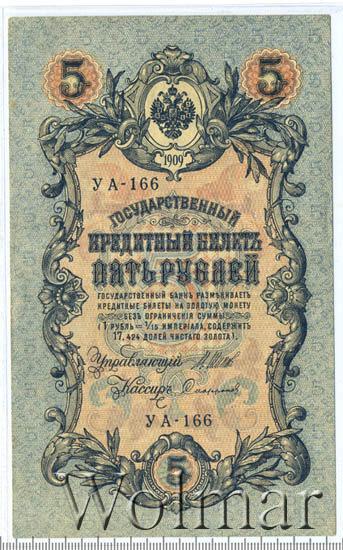 5 5
1909
УА-166
ГОСУДАРСТВЕННЫЙ
КРЕДИТНЫЙ БИЛЕТЪ
ПЯТЬ РУБЛЕЙ
ГОСУДАРСТВЕННЫЙ БАНКЪ РАЗМѢНИВАЕТЪ
КРЕДИТНЫЕ БИЛЕТЫ НА ЗОЛОТУЮ МОНЕТУ
БЕЗЪ ОГРАНИЧЕНІЯ СУММЫ
(1 РУБЛЬ = 1/15 ИМПЕРІАЛА, СОДЕРЖИТЪ
17,424 ДОЛЕЙ ЧИСТАГО ЗОЛОТА).
Управляющій
Кассиръ
УА-166
5
Wolmar